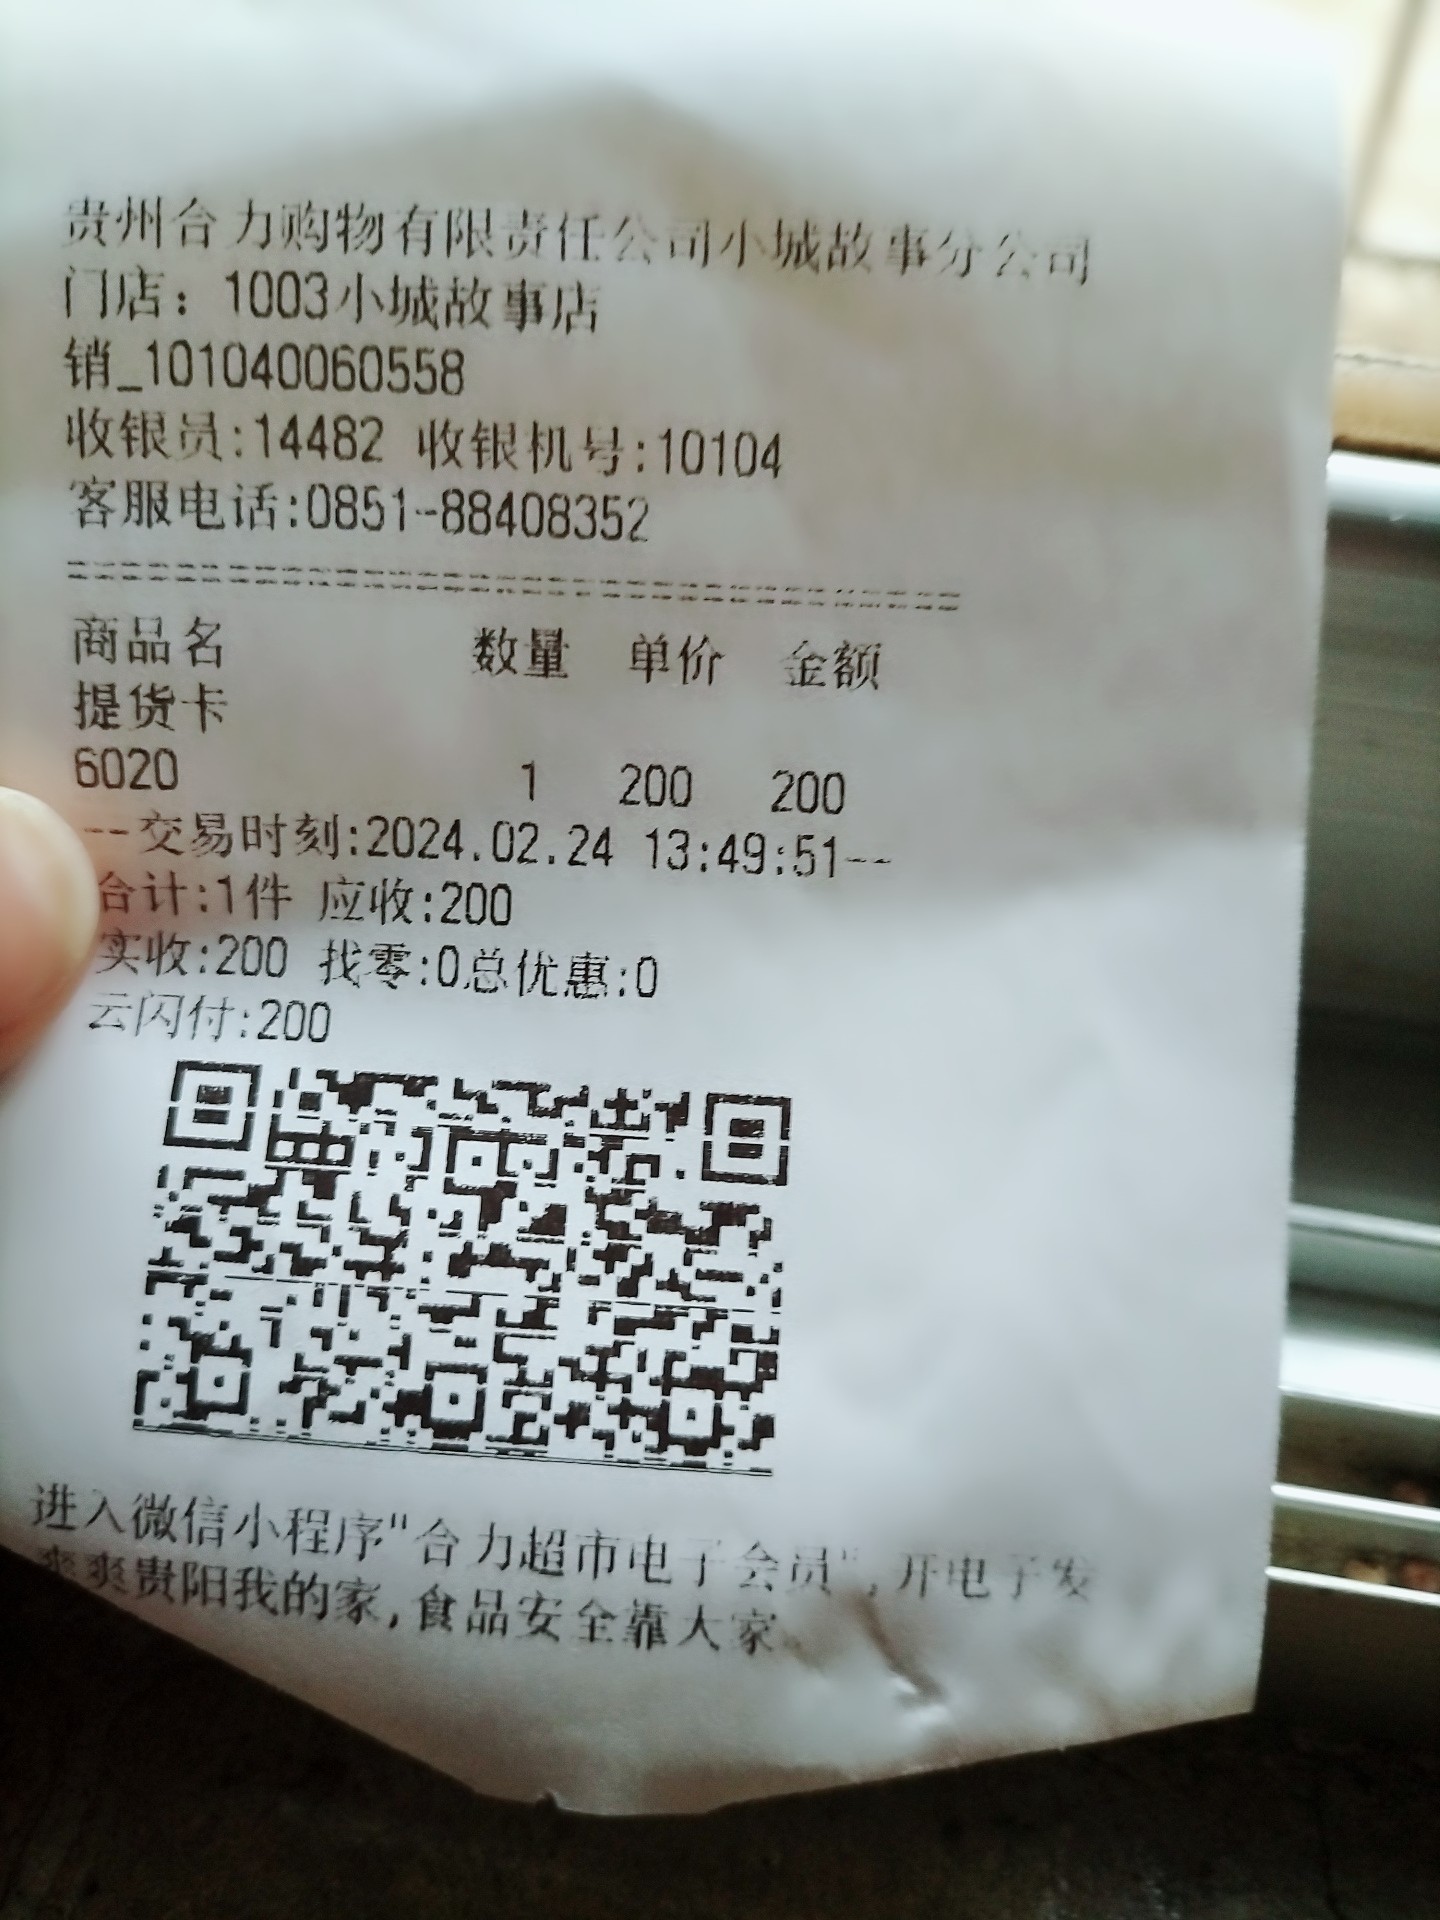 贵州合力购物有限责任公司小城故事分公司
门店：1003小城故事店
销_101040060558
收银员:14482 收银机号:10104
客服电话:0851-88408352
商品名 数量 单价 金额
提货卡
6020 1 200 200
--交易时刻:2024.02.24 13:49:51--
合计:1件 应收:200
实收:200 找零:0总优惠:0
云闪付:200
进入微信小程序"合力超市电子会员",开电子发
爽爽贵阳我的家,食品安全靠大家。